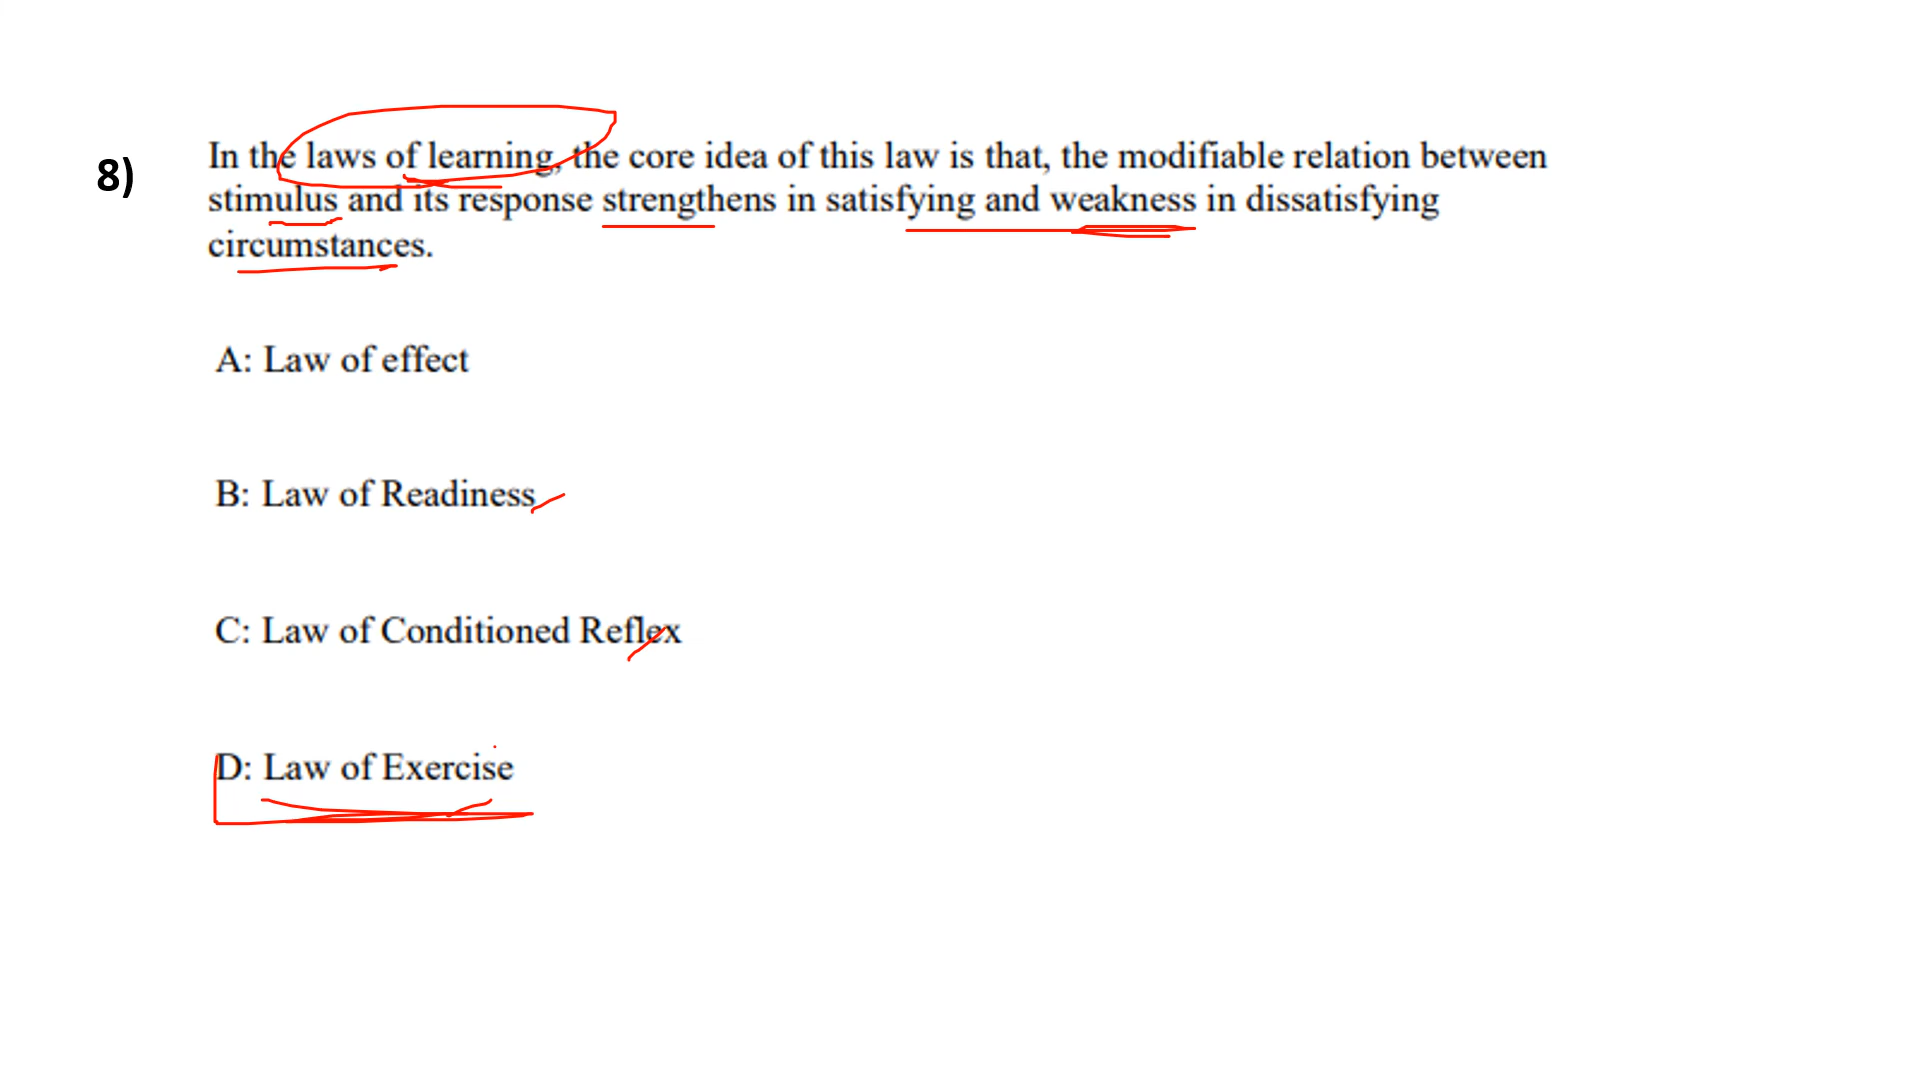 8)
In the laws of learning, the core idea of this law is that, the modifiable relation between
stimulus and its response strengthens in satisfying and weakness in dissatisfying
circumstances.
A: Law of effect
B: Law of Readiness
C: Law of Conditioned Reflex
D: Law of Exercise